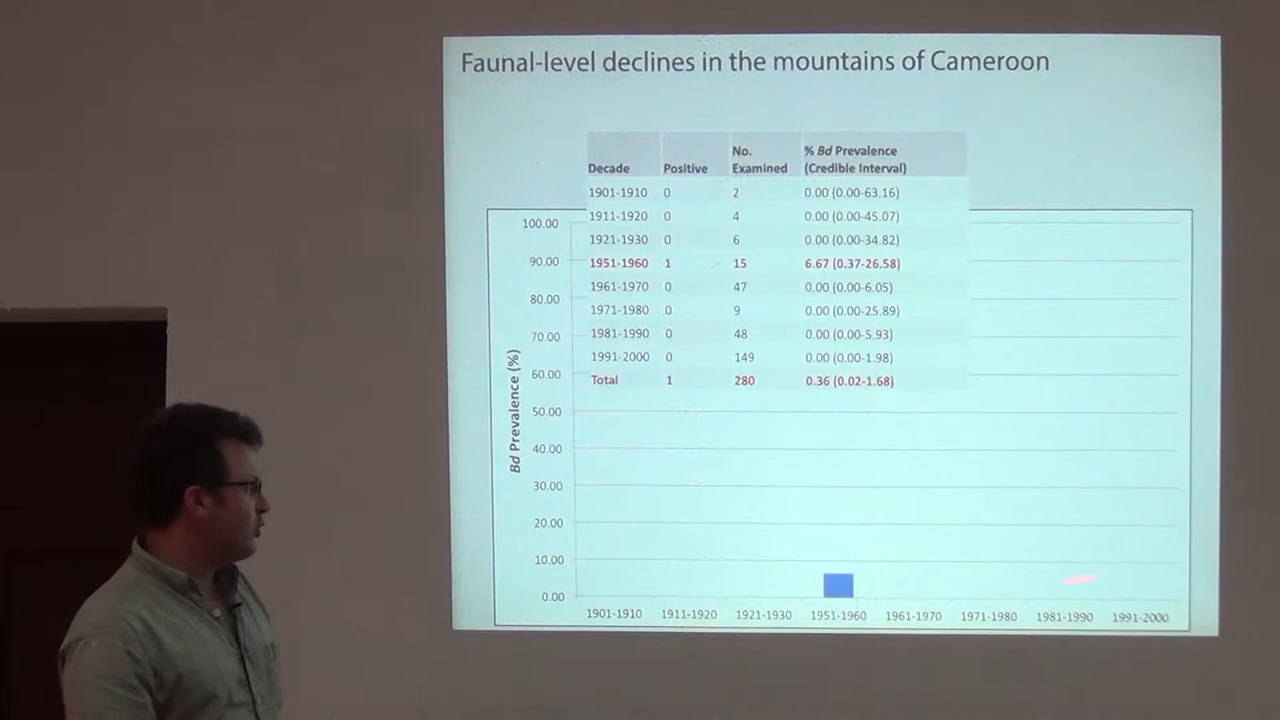 Faunal-level declines in the mountains of Cameroon
Decade Positive No. Examined % Bd Prevalence (Credible Interval)
1901-1910 0 2 0.00 (0.00-63.16)
1911-1920 0 4 0.00 (0.00-45.07)
1921-1930 0 6 0.00 (0.00-34.82)
1951-1960 1 15 6.67 (0.37-26.58)
1961-1970 0 47 0.00 (0.00-6.05)
1971-1980 0 9 0.00 (0.00-25.89)
1981-1990 0 48 0.00 (0.00-5.93)
1991-2000 0 149 0.00 (0.00-1.98)
Total 1 280 0.36 (0.02-1.68)
Bd Prevalence (%)
100.00
90.00
80.00
70.00
60.00
50.00
40.00
30.00
20.00
10.00
0.00
1901-1910 1911-1920 1921-1930 1951-1960 1961-1970 1971-1980 1981-1990 1991-2000